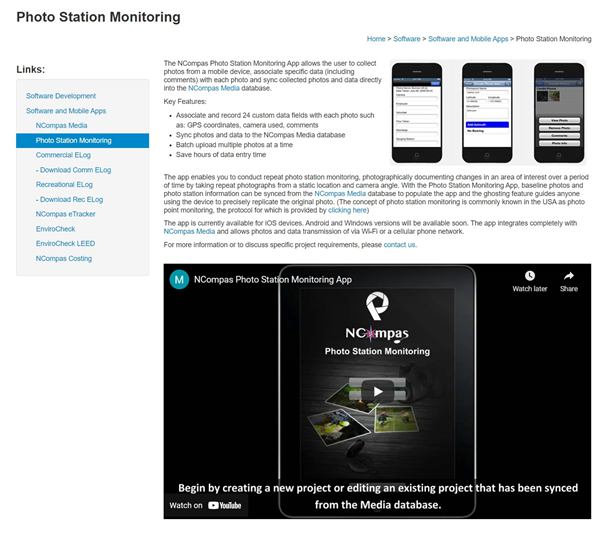 Photo Station Monitoring
Home > Software > Software and Mobile Apps > Photo Station Monitoring
Links:
Software Development
Software and Mobile Apps
NCompas Media
Photo Station Monitoring
Commercial ELog
- Download Comm ELog
Recreational ELog
- Download Rec ELog
NCompas eTracker
EnviroCheck
EnviroCheck LEED
NCompas Costing
The NCompas Photo Station Monitoring App allows the user to collect
photos from a mobile device, associate specific data (including
comments) with each photo and sync collected photos and data directly
into the NCompas Media database.
Key Features:
• Associate and record 24 custom data fields with each photo such
as: GPS coordinates, camera used, comments
• Sync photos and data to the NCompas Media database
• Batch upload multiple photos at a time
• Save hours of data entry time
Add Azimuth
No Bearing
View Photo
Remove Photo
Comments
Photo Info
The app enables you to conduct repeat photo station monitoring, photographically documenting changes in an area of interest over a
period of time by taking repeat photographs from a static location and camera angle. With the Photo Station Monitoring App, baseline photos and
photo station information can be synced from the NCompas Media database to populate the app and the ghosting feature guides anyone
using the device to precisely replicate the original photo. (The concept of photo station monitoring is commonly known in the USA as photo
point monitoring, the protocol for which is provided by clicking here)
The app is currently available for iOS devices. Android and Windows versions will be available soon. The app integrates completely with
NCompas Media and allows photos and data transmission of via Wi-Fi or a cellular phone network.
For more information or to discuss specific project requirements, please contact us.
M
NCompas Photo Station Monitoring App
Watch later
Share
NCompas
Photo Station Monitoring
Begin by creating a new project or editing an existing project that has been synced
from the Media database.
Watch on YouTube